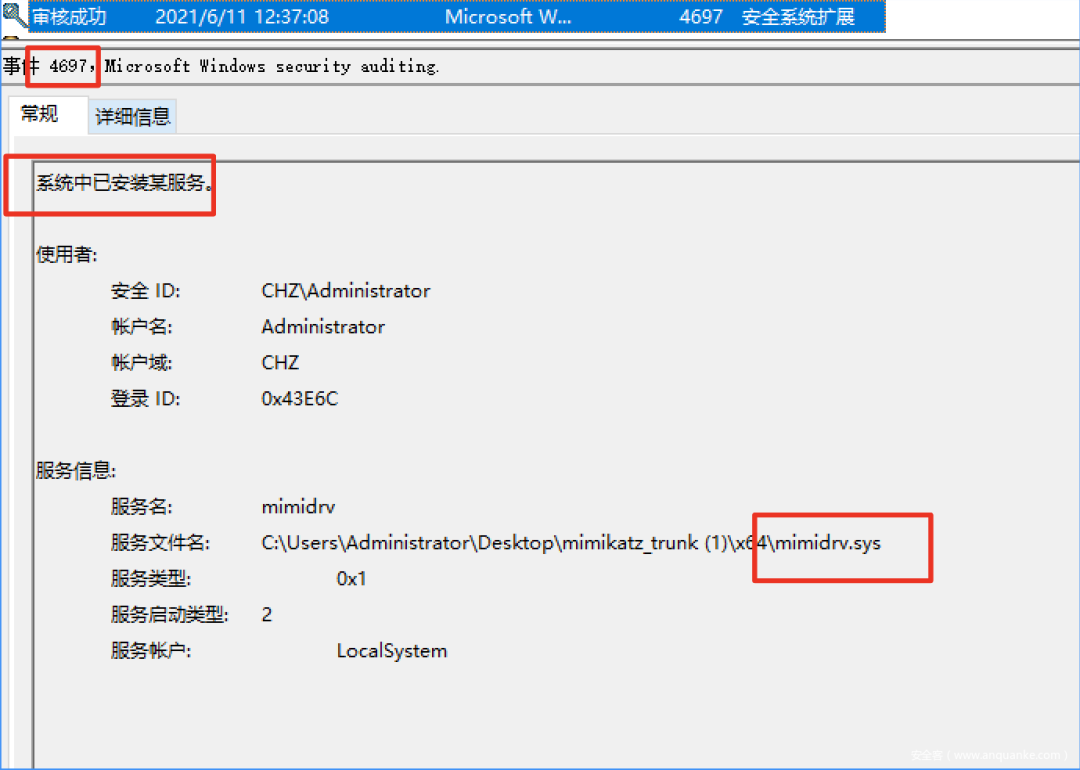 审核成功 2021/6/11 12:37:08 Microsoft W... 4697 安全系统扩展
事件 4697，Microsoft Windows security auditing.
常规 详细信息
系统中已安装某服务。
使用者:
安全 ID: CHZ\Administrator
帐户名: Administrator
帐户域: CHZ
登录 ID: 0x43E6C
服务信息:
服务名: mimidrv
服务文件名: C:\Users\Administrator\Desktop\mimikatz_trunk (1)\x64\mimidrv.sys
服务类型: 0x1
服务启动类型: 2
服务帐户: LocalSystem
安全客 ( www.anquanke.com )